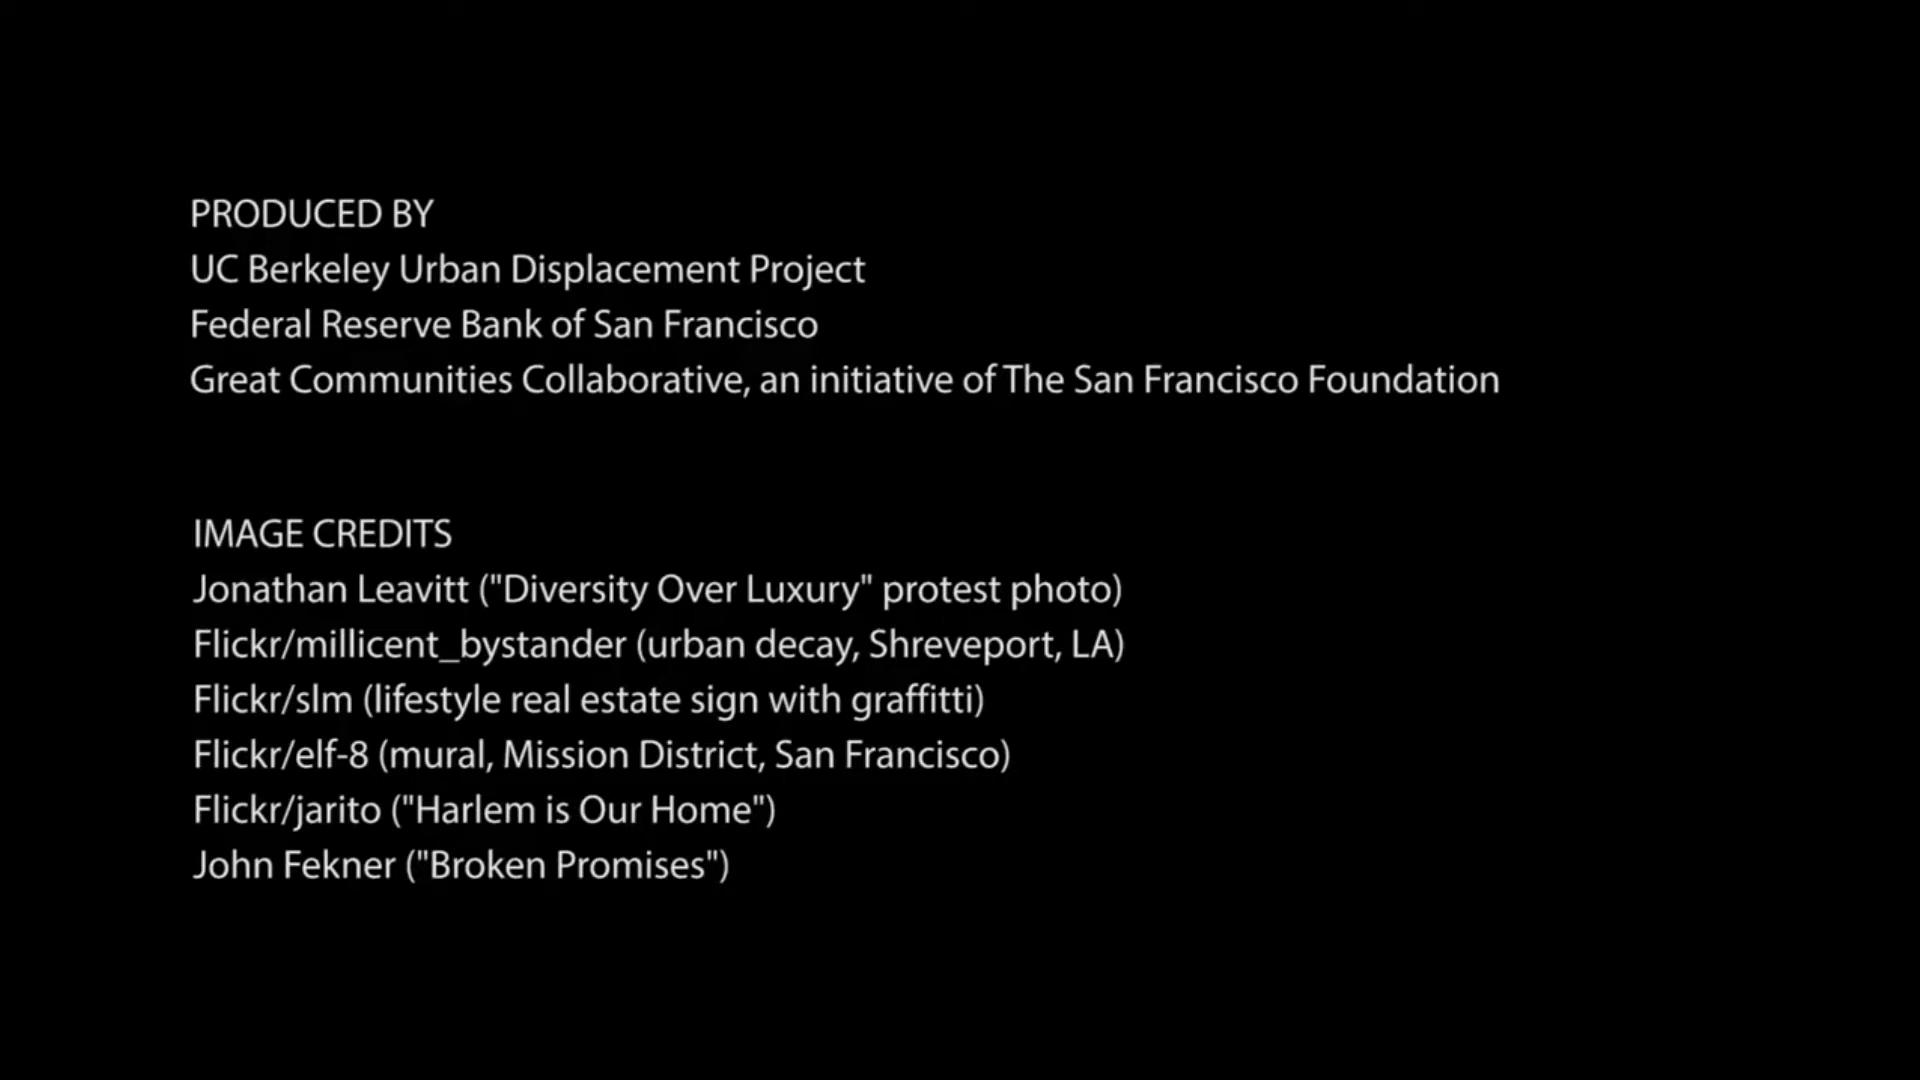 PRODUCED BY
UC Berkeley Urban Displacement Project
Federal Reserve Bank of San Francisco
Great Communities Collaborative, an initiative of The San Francisco Foundation
IMAGE CREDITS
Jonathan Leavitt ("Diversity Over Luxury" protest photo)
Flickr/millicent_bystander (urban decay, Shreveport, LA)
Flickr/slm (lifestyle real estate sign with graffitti)
Flickr/elf-8 (mural, Mission District, San Francisco)
Flickr/jarito ("Harlem is Our Home")
John Fekner ("Broken Promises")